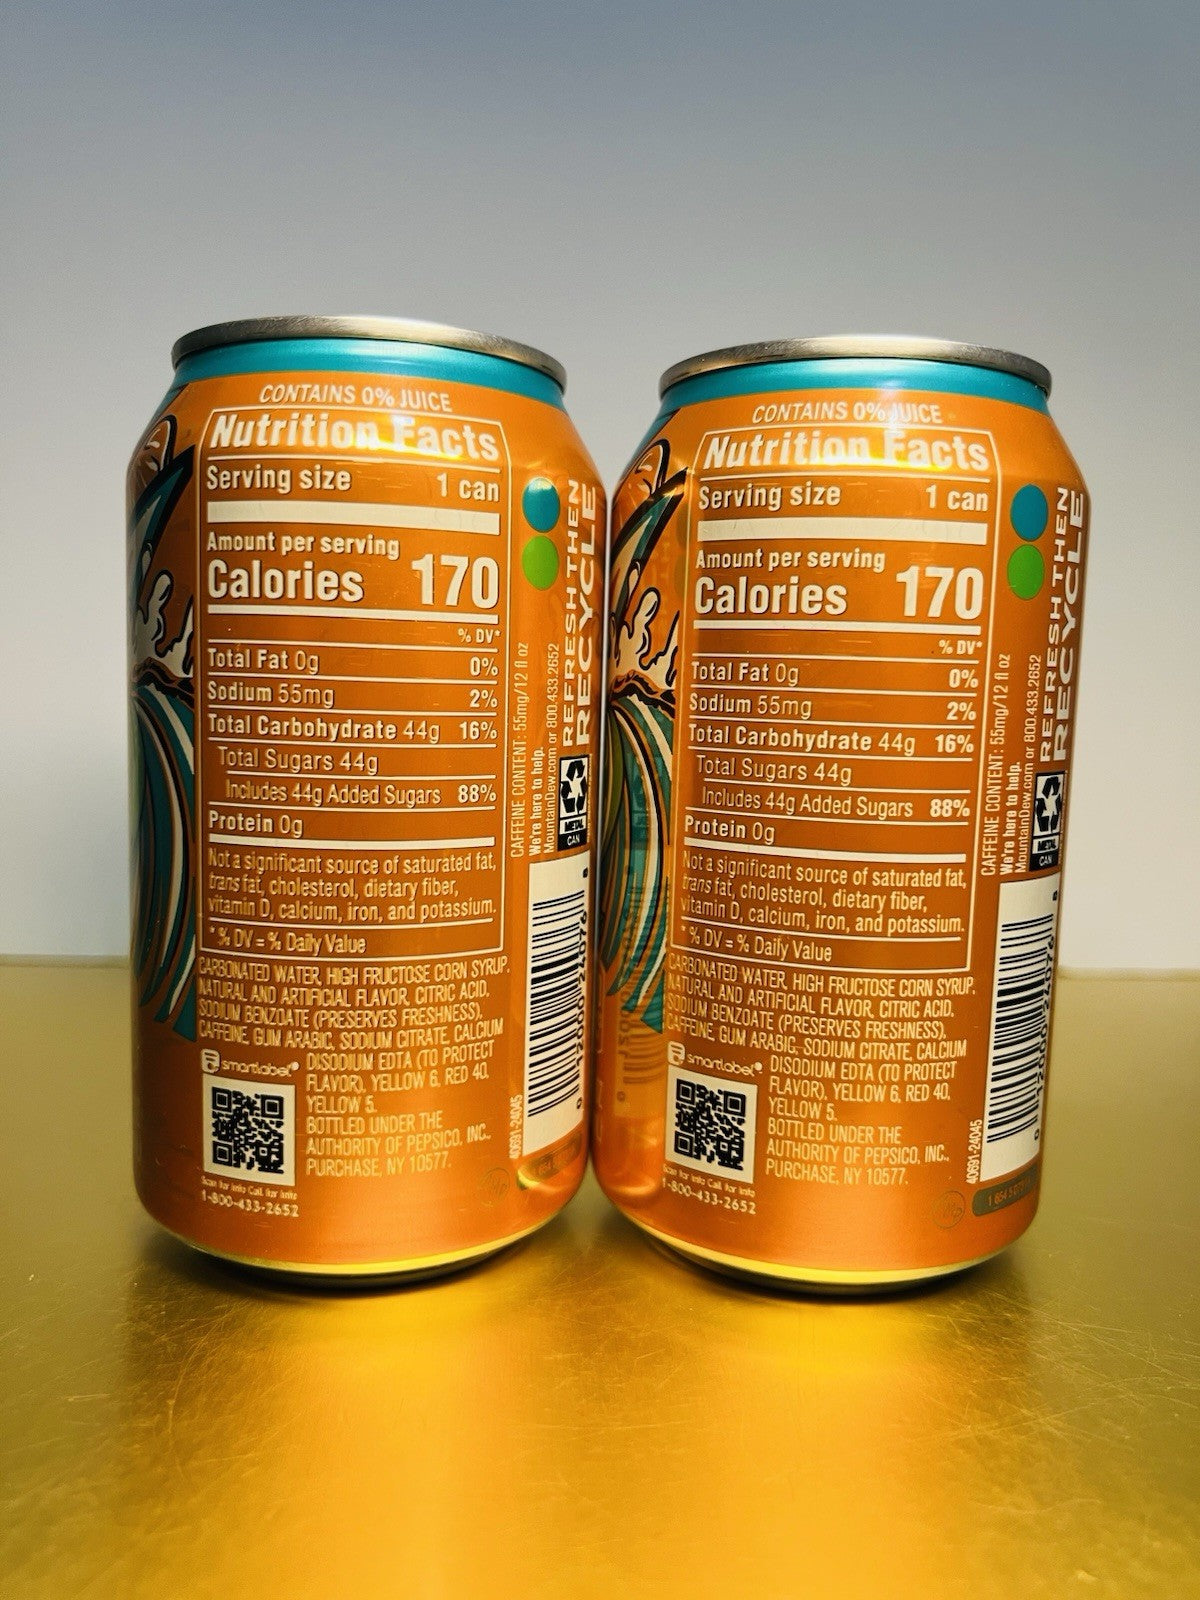 CONTAINS 0% JUICE
Nutrition Facts
Serving size 1 can
Amount per serving
Calories 170
% DV*
Total Fat 0g 0%
Sodium 55mg 2%
Total Carbohydrate 44g 16%
Total Sugars 44g
Includes 44g Added Sugars 88%
Protein 0g
Not a significant source of saturated fat,
trans fat, cholesterol, dietary fiber,
vitamin D, calcium, iron, and potassium.
* % DV = % Daily Value
CARBONATED WATER, HIGH FRUCTOSE CORN SYRUP,
NATURAL AND ARTIFICIAL FLAVOR, CITRIC ACID,
SODIUM BENZOATE (PRESERVES FRESHNESS),
CAFFEINE, GUM ARABIC, SODIUM CITRATE, CALCIUM
DISODIUM EDTA (TO PROTECT
FLAVOR), YELLOW 6, RED 40,
YELLOW 5.
BOTTLED UNDER THE
AUTHORITY OF PEPSICO, INC.,
PURCHASE, NY 10577.
smartlabel®
Scan for info Call for info
1-800-433-2652
CAFFEINE CONTENT: 55mg/12 fl oz
We're here to help.
MountainDew.com or 800.433.2652
REFRESH THEN
RECYCLE
METAL
CAN
40691-24045
CONTAINS 0% JUICE
Nutrition Facts
Serving size 1 can
Amount per serving
Calories 170
% DV*
Total Fat 0g 0%
Sodium 55mg 2%
Total Carbohydrate 44g 16%
Total Sugars 44g
Includes 44g Added Sugars 88%
Protein 0g
Not a significant source of saturated fat,
trans fat, cholesterol, dietary fiber,
vitamin D, calcium, iron, and potassium.
* % DV = % Daily Value
CARBONATED WATER, HIGH FRUCTOSE CORN SYRUP,
NATURAL AND ARTIFICIAL FLAVOR, CITRIC ACID,
SODIUM BENZOATE (PRESERVES FRESHNESS),
CAFFEINE, GUM ARABIC, SODIUM CITRATE, CALCIUM
DISODIUM EDTA (TO PROTECT
FLAVOR), YELLOW 6, RED 40,
YELLOW 5.
BOTTLED UNDER THE
AUTHORITY OF PEPSICO, INC.,
PURCHASE, NY 10577.
smartlabel®
Scan for info Call for info
1-800-433-2652
CAFFEINE CONTENT: 55mg/12 fl oz
We're here to help.
MountainDew.com or 800.433.2652
REFRESH THEN
RECYCLE
METAL
CAN
40691-24045